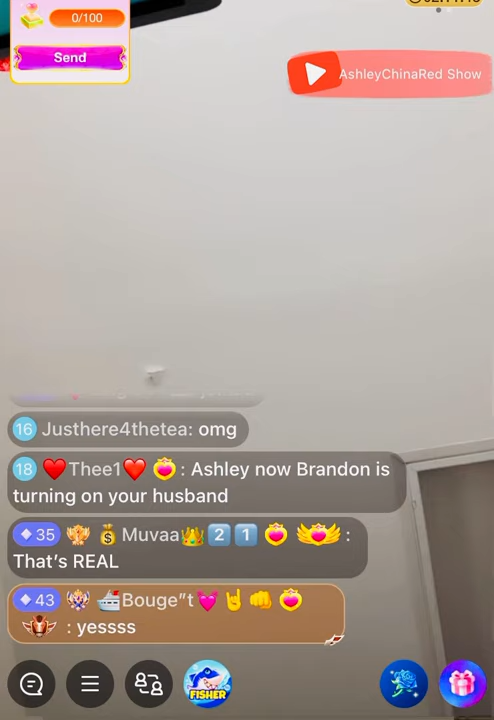 0/100
Send
AshleyChinaRed Show
16 Justhere4thetea: omg
18 ❤️Thee1❤️ : Ashley now Brandon is
turning on your husband
35 💰Muvaa👑2️⃣1️⃣ :
That's REAL
43 🚢Bouge"t💓🤘👊
: yessss
FISHER